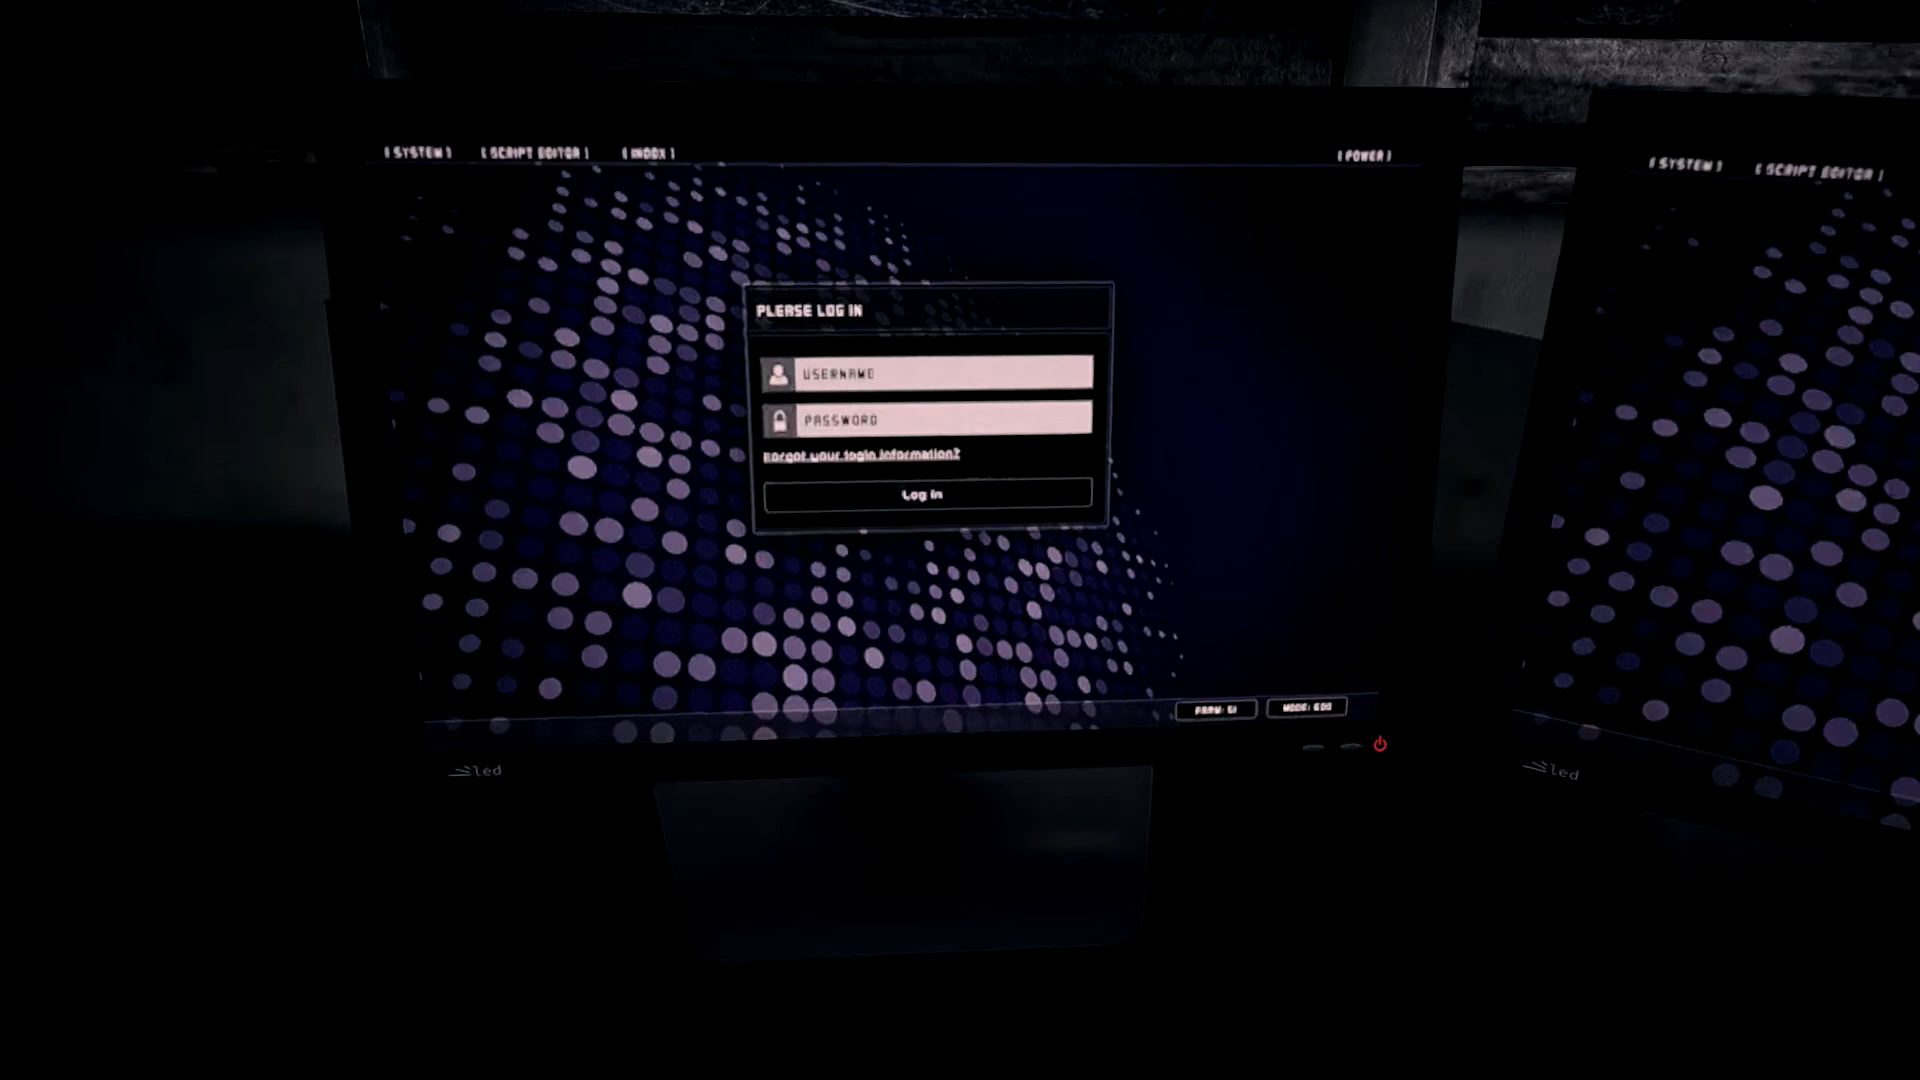 [ SYSTEM ] [ SCRIPT EDITOR ] [ INBOX ] [ POWER ]
PLEASE LOG IN
USERNAME
PASSWORD
Forgot your login information?
Log in
led
[ SYSTEM ] [ SCRIPT EDITOR ]
led